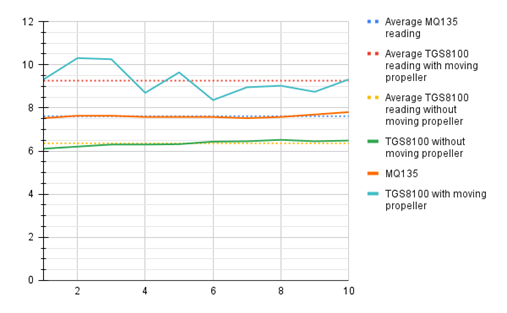 12
10
8
6
4
2
0
2
4
6
8
10
Average MQ135
reading
Average TGS8100
reading with moving
propeller
Average TGS8100
reading without
moving propeller
TGS8100 without
moving propeller
MQ135
TGS8100 with moving
propeller